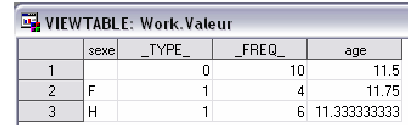 VIEWTABLE: Work.Valeur
sexe _TYPE_ _FREQ_ age
1 0 10 11.5
2 F 1 4 11.75
3 H 1 6 11.333333333